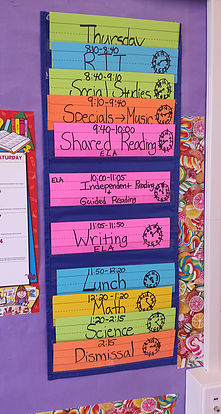 Thursday
8:10-8:40
RTI
8:40-9:10
Social Studies
9:10-9:40
Specials→Music
9:40-10:00
Shared Reading
ELA
ELA 10:00-11:05
Independent Reading
+
Guided Reading
11:05-11:50
Writing
ELA
11:50-12:20
Lunch
12:20-1:20
Math
1:20-2:15
Science
2:15
Dismissal
SATURDAY